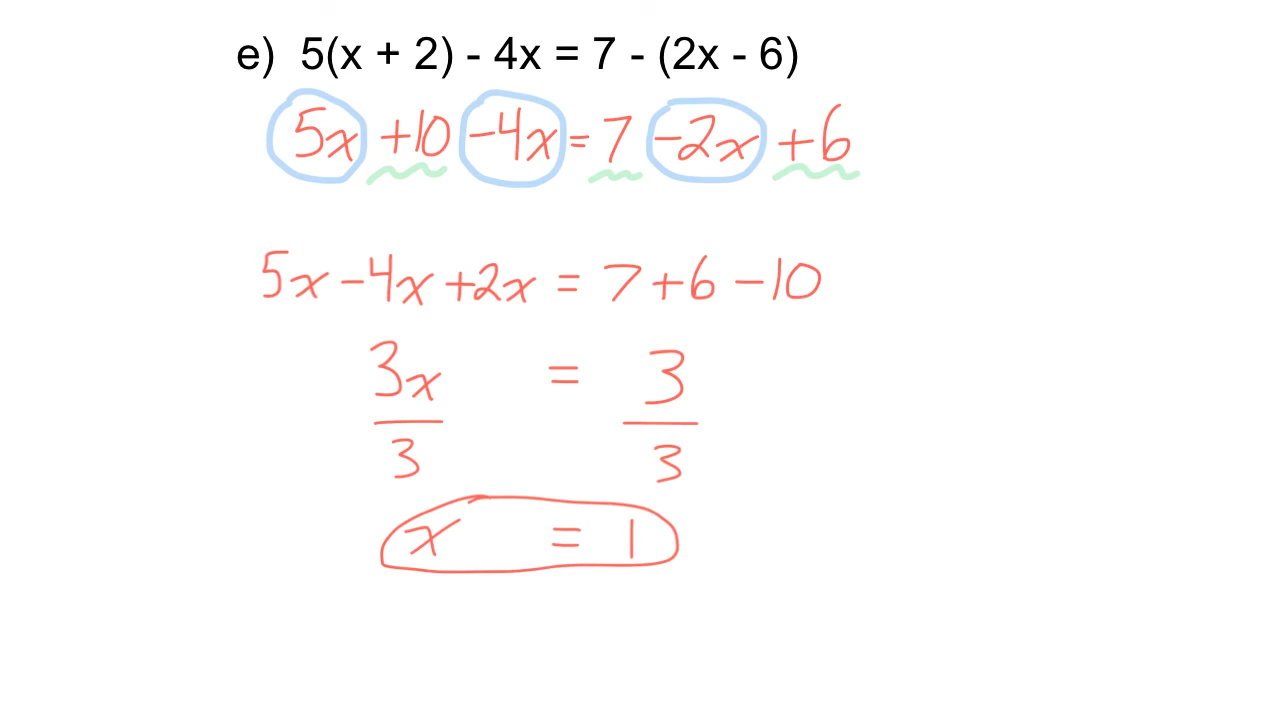 e) 5(x + 2) - 4x = 7 - (2x - 6)
5x +10 -4x = 7 -2x +6
5x -4x +2x = 7 +6 -10
3x = 3
3 3
x = 1